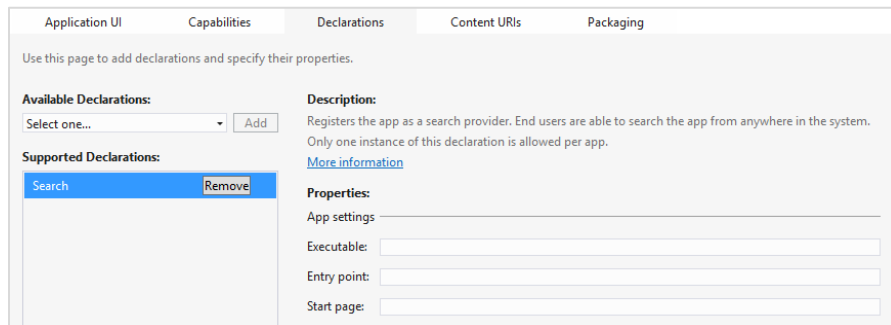 Application UI Capabilities Declarations Content URIs Packaging
Use this page to add declarations and specify their properties.
Available Declarations:
Select one... Add
Supported Declarations:
Search Remove
Description:
Registers the app as a search provider. End users are able to search the app from anywhere in the system.
Only one instance of this declaration is allowed per app.
More information
Properties:
App settings
Executable:
Entry point:
Start page: